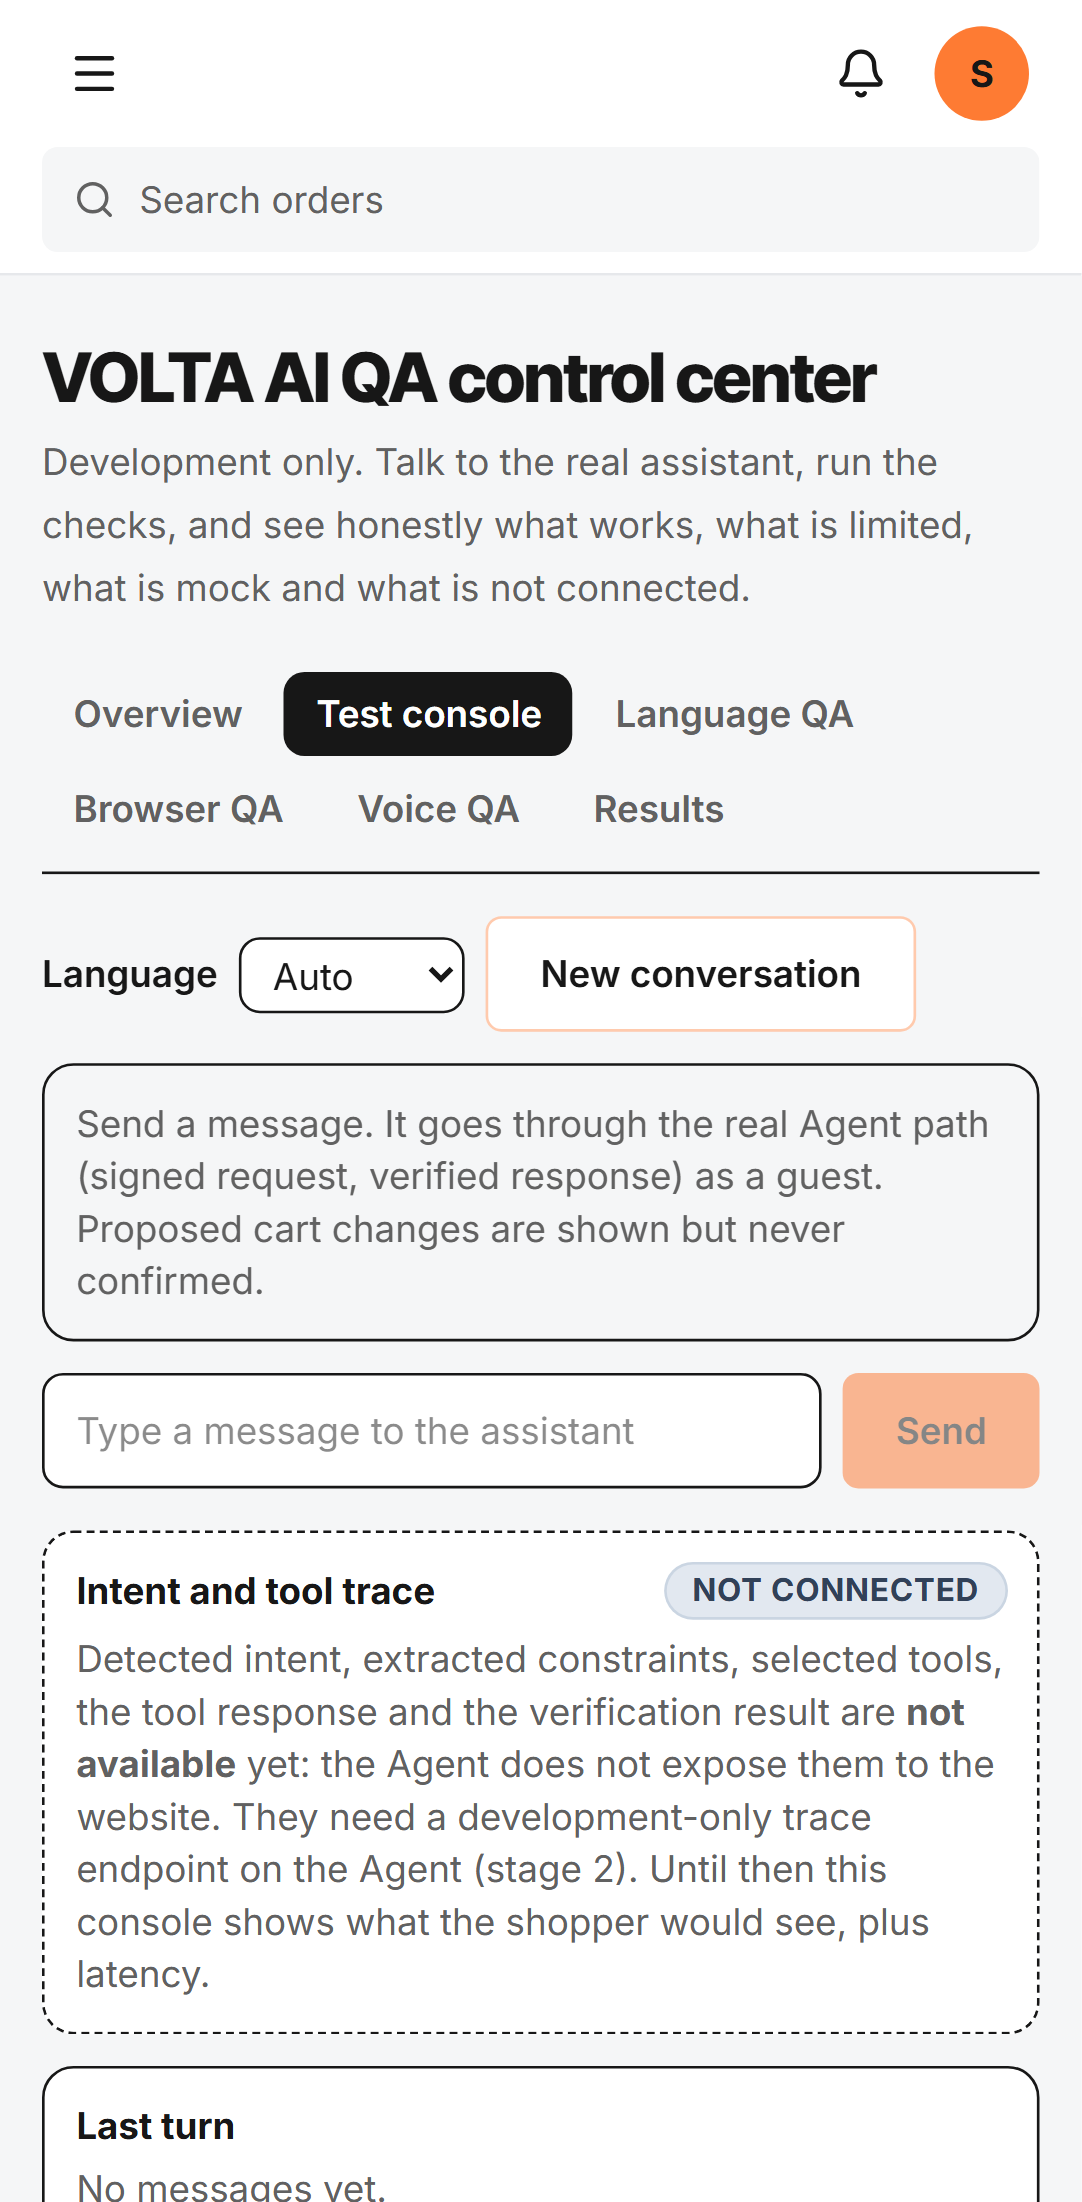 S
Search orders
VOLTA AI QA control center
Development only. Talk to the real assistant, run the
checks, and see honestly what works, what is limited,
what is mock and what is not connected.
Overview Test console Language QA
Browser QA Voice QA Results
Language Auto New conversation
Send a message. It goes through the real Agent path
(signed request, verified response) as a guest.
Proposed cart changes are shown but never
confirmed.
Type a message to the assistant Send
Intent and tool trace NOT CONNECTED
Detected intent, extracted constraints, selected tools,
the tool response and the verification result are not
available yet: the Agent does not expose them to the
website. They need a development-only trace
endpoint on the Agent (stage 2). Until then this
console shows what the shopper would see, plus
latency.
Last turn
No messages yet.